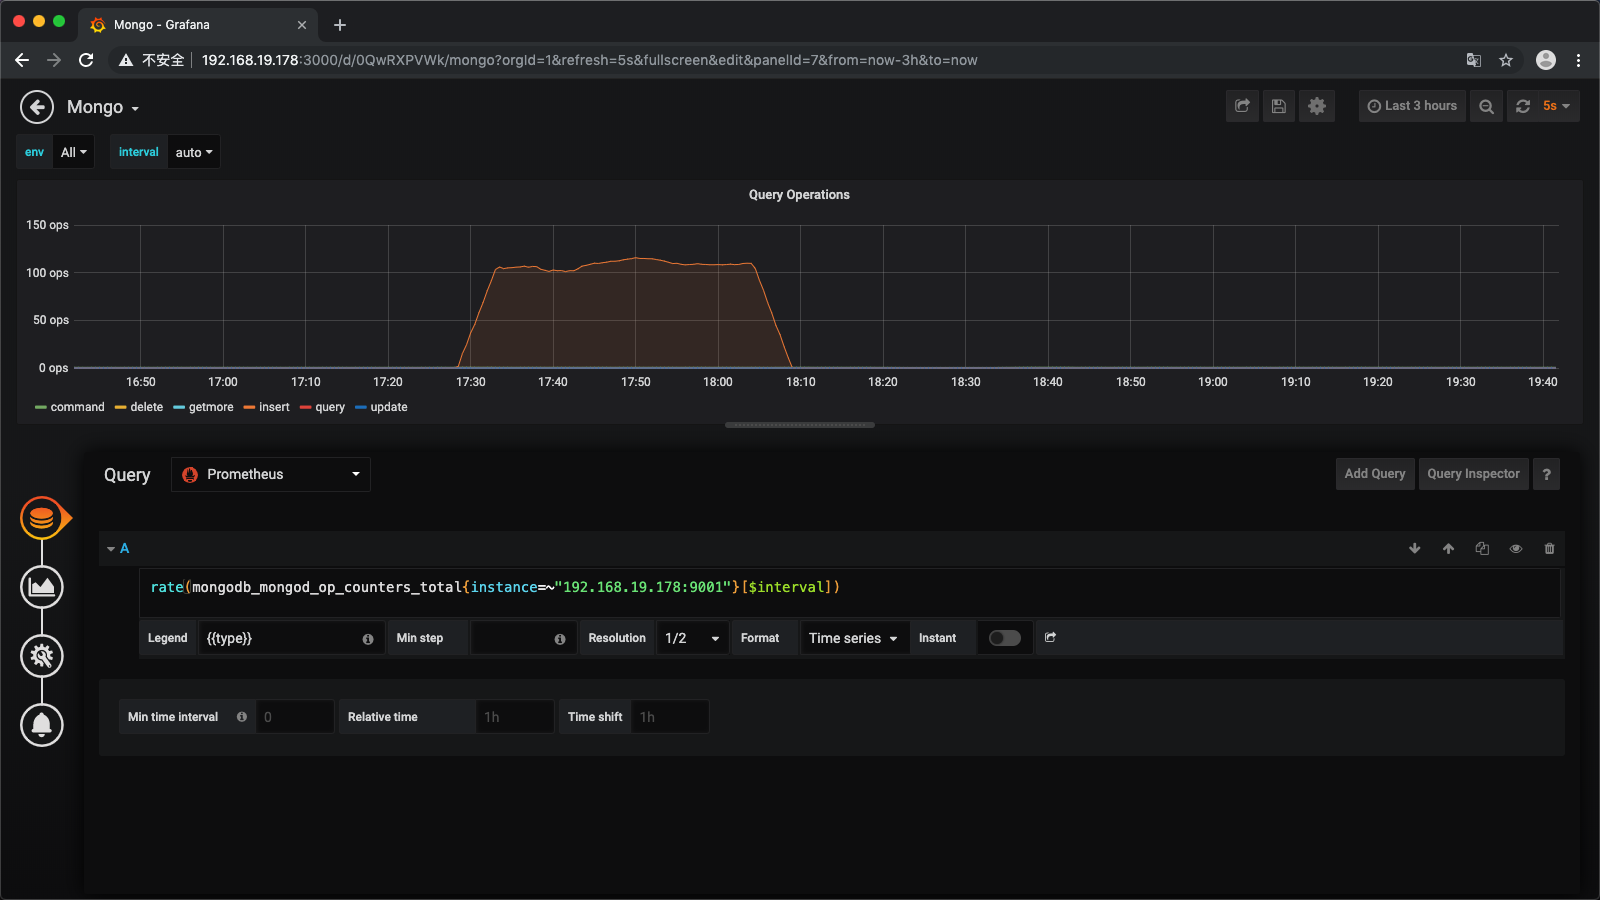 Mongo - Grafana
不安全 192.168.19.178:3000/d/0QwRXPVWk/mongo?orgId=1&refresh=5s&fullscreen&edit&panelId=7&from=now-3h&to=now
Mongo
Last 3 hours
5s
env All interval auto
Query Operations
150 ops
100 ops
50 ops
0 ops
16:50 17:00 17:10 17:20 17:30 17:40 17:50 18:00 18:10 18:20 18:30 18:40 18:50 19:00 19:10 19:20 19:30 19:40
command delete getmore insert query update
Query Prometheus Add Query Query Inspector ?
A
rate(mongodb_mongod_op_counters_total{instance=~"192.168.19.178:9001"}[$interval])
Legend {{type}} Min step Resolution 1/2 Format Time series Instant
Min time interval 0 Relative time 1h Time shift 1h